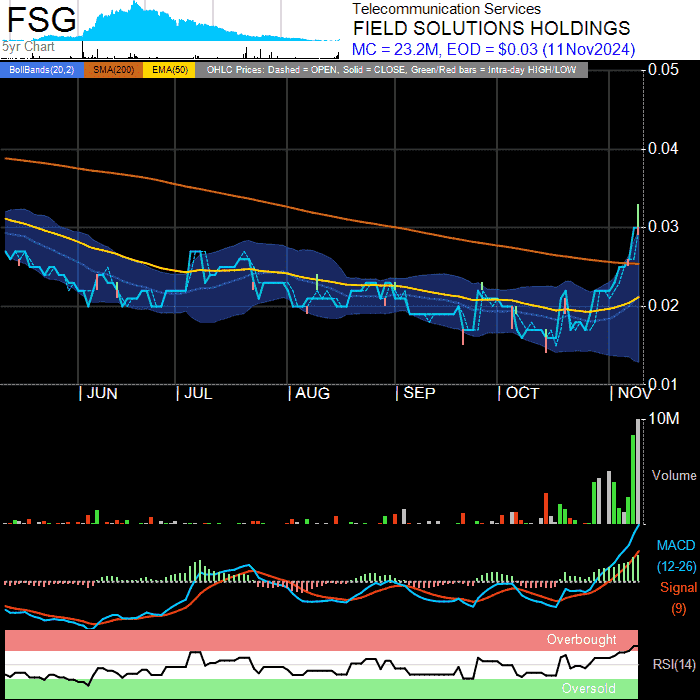 FSG
5yr Chart
Telecommunication Services
FIELD SOLUTIONS HOLDINGS
MC = 23.2M, EOD = $0.03 (11Nov2024)
BollBands(20,2) SMA(200) EMA(50) OHLC Prices: Dashed = OPEN, Solid = CLOSE, Green/Red bars = Intra-day HIGH/LOW
0.05
0.04
0.03
0.02
0.01
JUN JUL AUG SEP OCT NOV
10M
Volume
MACD
(12-26)
Signal
(9)
Overbought
RSI(14)
Oversold